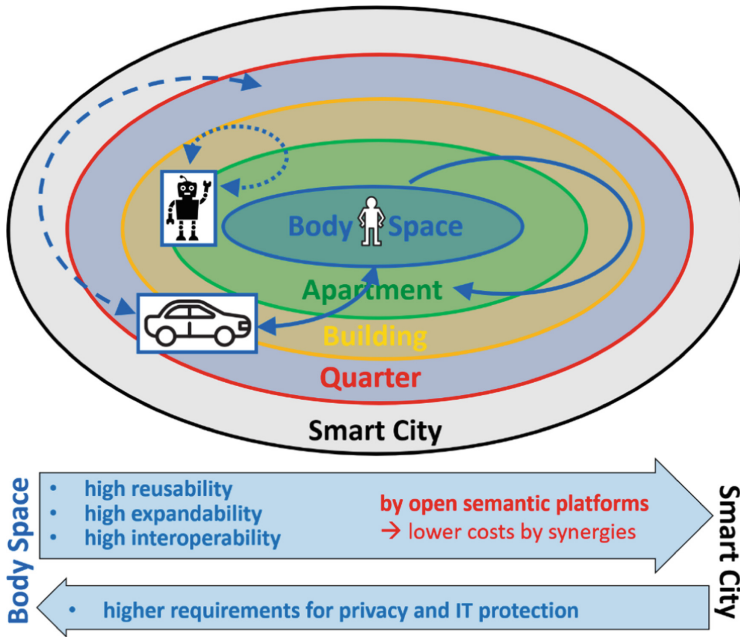 Body Space
Apartment
Building
Quarter
Smart City
Body Space
• high reusability
• high expandability
• high interoperability
by open semantic platforms
→ lower costs by synergies
Smart City
• higher requirements for privacy and IT protection